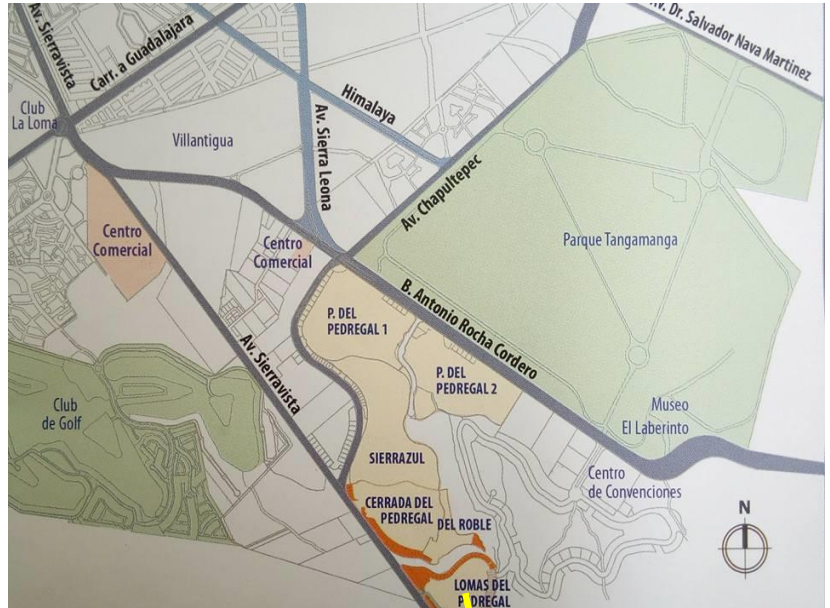 Av. Dr. Salvador Nava Martínez
Av. Sierravista
Carr. a Guadalajara
Himalaya
Club
La Loma
Villantigua
Av. Sierra Leona
Av. Chapultepec
Centro
Comercial
Centro
Comercial
Parque Tangamanga
P. DEL
PEDREGAL 1
B. Antonio Rocha Cordero
Av. Sierravista
P. DEL
PEDREGAL 2
Club
de Golf
Museo
El Laberinto
SIERRAZUL
Centro
de Convenciones
CERRADA DEL
PEDREGAL
DEL ROBLE
N
LOMAS DEL
PEDREGAL